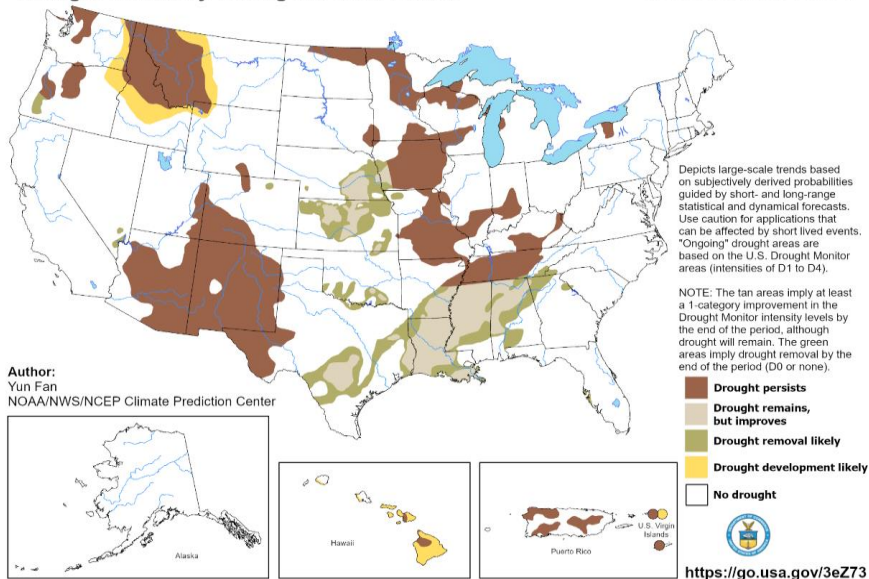 Depicts large-scale trends based
on subjectively derived probabilities
guided by short- and long-range
statistical and dynamical forecasts.
Use caution for applications that
can be affected by short lived events.
"Ongoing" drought areas are
based on the U.S. Drought Monitor
areas (intensities of D1 to D4).
NOTE: The tan areas imply at least
a 1-category improvement in the
Drought Monitor intensity levels by
the end of the period, although
drought will remain. The green
areas imply drought removal by the
end of the period (D0 or none).
Author:
Yun Fan
NOAA/NWS/NCEP Climate Prediction Center
Drought persists
Drought remains,
but improves
Drought removal likely
Drought development likely
No drought
Alaska
Hawaii
Puerto Rico
U.S. Virgin
Islands
https://go.usa.gov/3eZ73